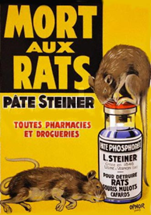 MORT
AUX
RATS
PÂTE STEINER
TOUTES PHARMACIES
ET DROGUERIES
PÂTE PHOSPHORÉE
L. STEINER
POUR DÉTRUIRE
RATS
SOURIS MULOTS
CAFARDS